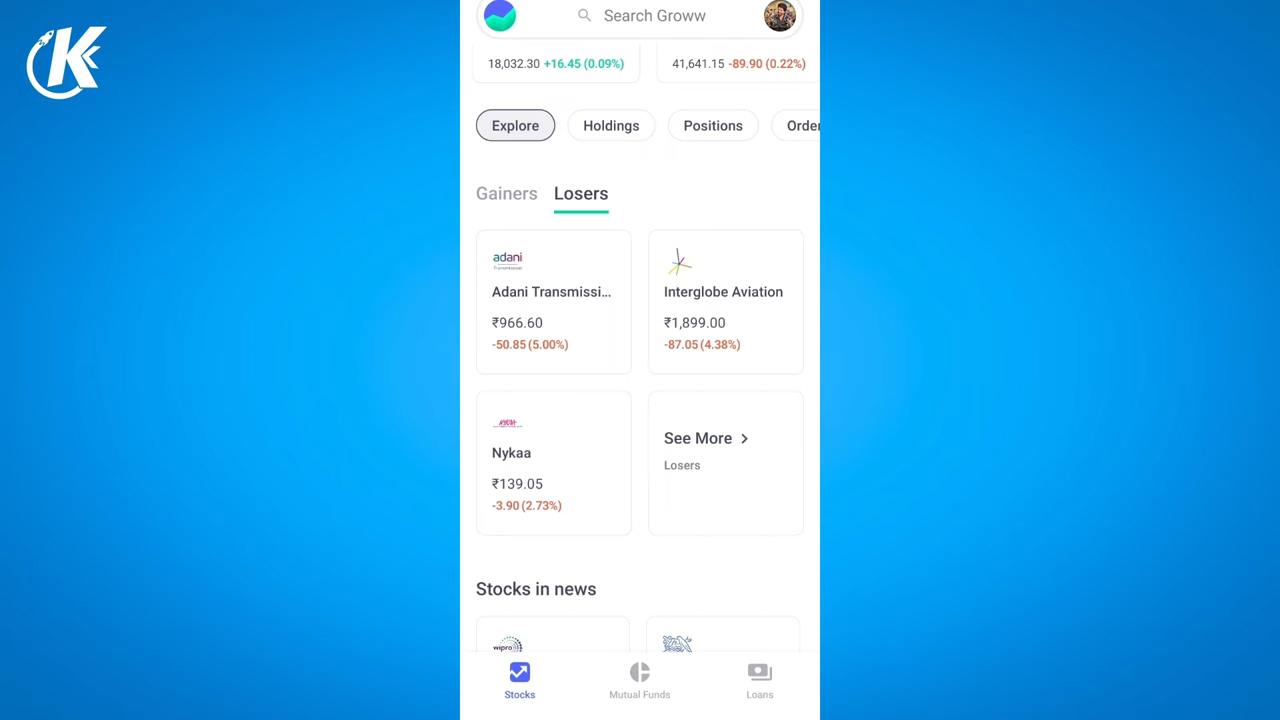 K
Search Groww
18,032.30 +16.45 (0.09%)
41,641.15 -89.90 (0.22%)
Explore
Holdings
Positions
Order
Gainers
Losers
adani
Transmission
Adani Transmissi...
₹966.60
-50.85 (5.00%)
Interglobe Aviation
₹1,899.00
-87.05 (4.38%)
NYKAA
Nykaa
₹139.05
-3.90 (2.73%)
See More >
Losers
Stocks in news
wipro
Stocks
Mutual Funds
Loans